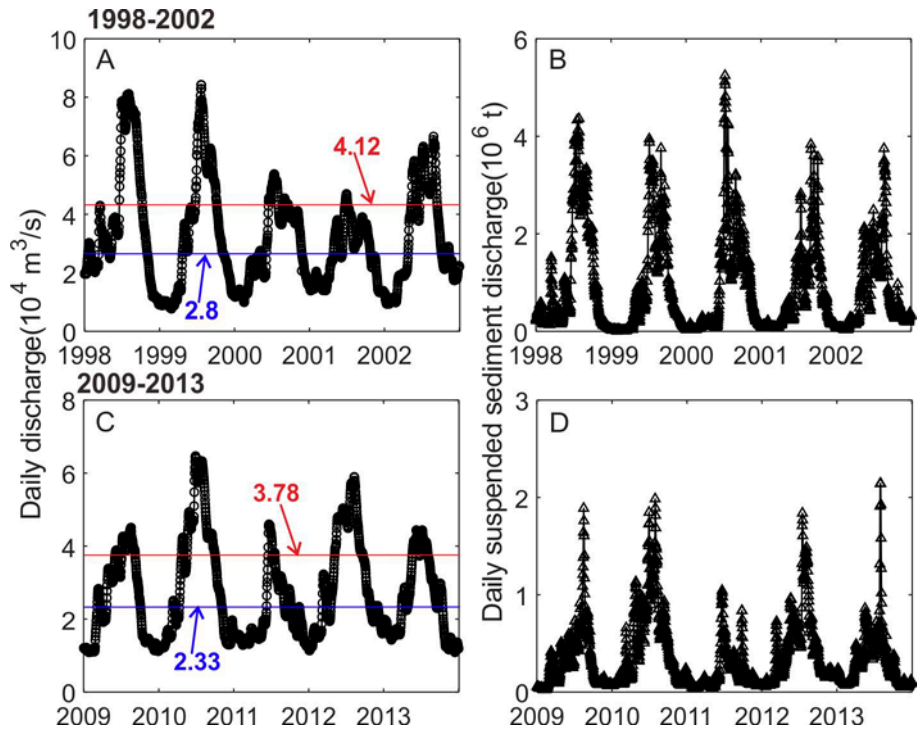 1998-2002
Daily discharge(10⁴ m³/s)
A
10
8
6
4
2
0
4.12
2.8
1998 1999 2000 2001 2002
Daily suspended sediment discharge(10⁶ t)
B
6
4
2
0
1998 1999 2000 2001 2002
2009-2013
C
8
6
4
2
0
3.78
2.33
2009 2010 2011 2012 2013
D
3
2
1
0
2009 2010 2011 2012 2013